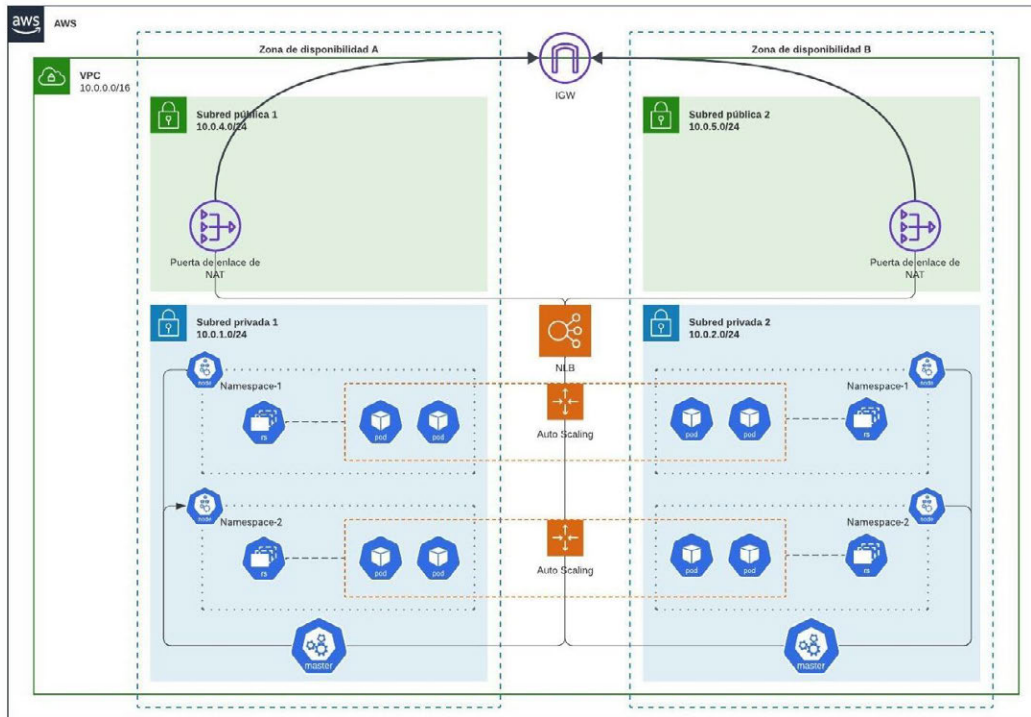 aws
AWS
Zona de disponibilidad A
Zona de disponibilidad B
VPC
10.0.0.0/16
IGW
Subred pública 1
10.0.4.0/24
Subred pública 2
10.0.5.0/24
Puerta de enlace de
NAT
Puerta de enlace de
NAT
Subred privada 1
10.0.1.0/24
NLB
Subred privada 2
10.0.2.0/24
node
Namespace-1
rs
pod
pod
Auto Scaling
pod
pod
Namespace-1
rs
node
node
Namespace-2
rs
pod
pod
Auto Scaling
pod
pod
Namespace-2
rs
node
master
master